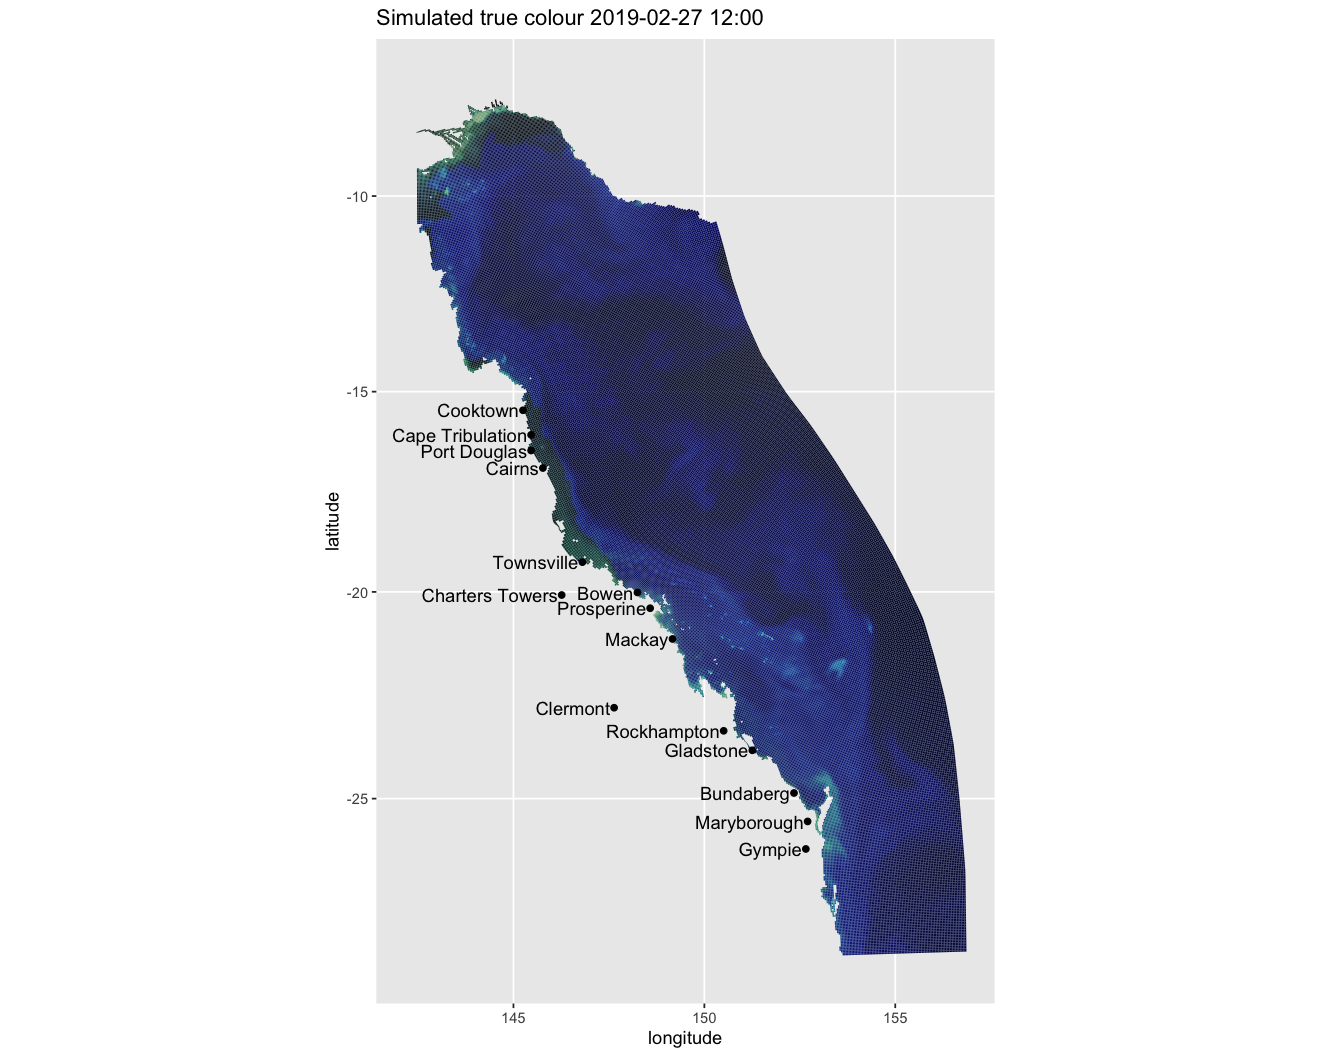 Simulated true colour 2019-02-27 12:00
-10
-15
Cooktown
Cape Tribulation
Port Douglas
Cairns
latitude
Townsville
-20
Charters Towers
Bowen
Prosperine
Mackay
Clermont
Rockhampton
Gladstone
-25
Bundaberg
Maryborough
Gympie
145
150
155
longitude